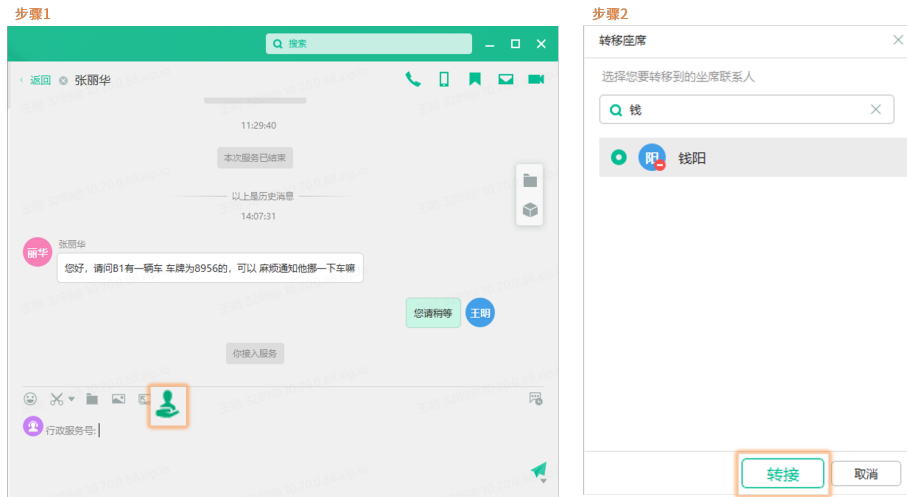 步骤1
搜索
返回 张丽华
11:29:40
本次服务已结束
以上是历史消息
14:07:31
丽华
张丽华
您好，请问B1有一辆车 车牌为8956的，可以 麻烦通知他挪一下车嘛
您请稍等
王明
你接入服务
行政服务号:
步骤2
转移座席
选择您要转移到的坐席联系人
钱
阳 钱阳
转接 取消